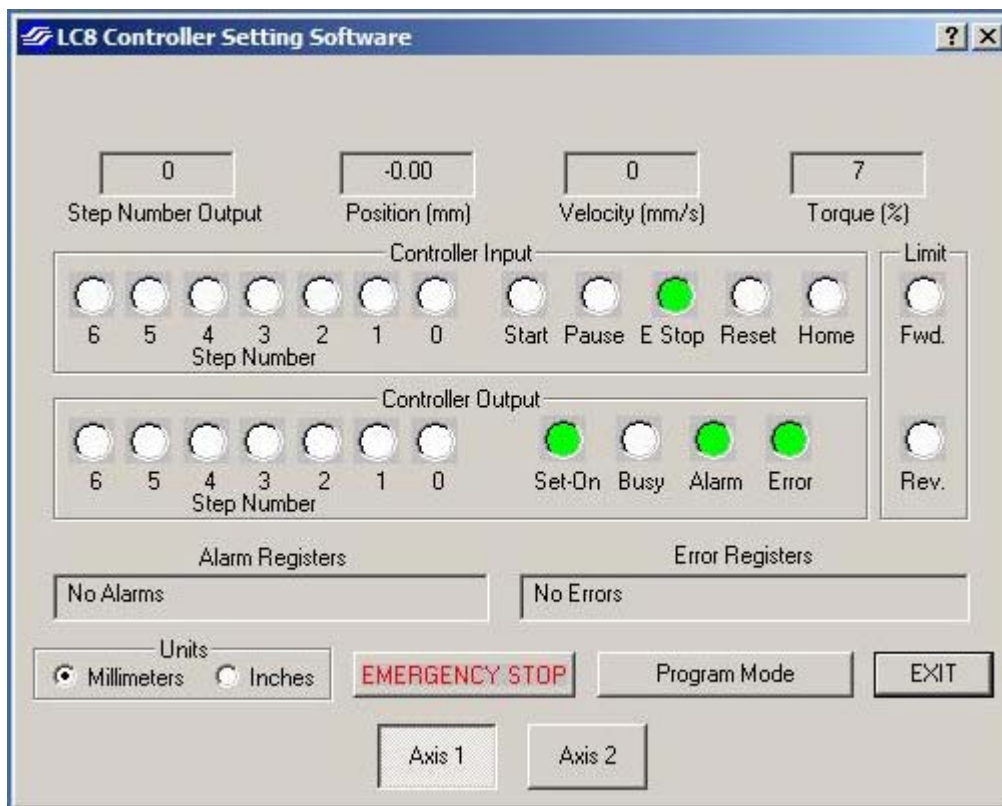 LC8 Controller Setting Software
0
-0.00
0
7
Step Number Output
Position (mm)
Velocity (mm/s)
Torque (%)
Controller Input
Limit
6 5 4 3 2 1 0
Start Pause E Stop Reset Home
Fwd.
Step Number
Controller Output
6 5 4 3 2 1 0
Set-On Busy Alarm Error
Rev.
Step Number
Alarm Registers
Error Registers
No Alarms
No Errors
Units
Millimeters
Inches
EMERGENCY STOP
Program Mode
EXIT
Axis 1
Axis 2